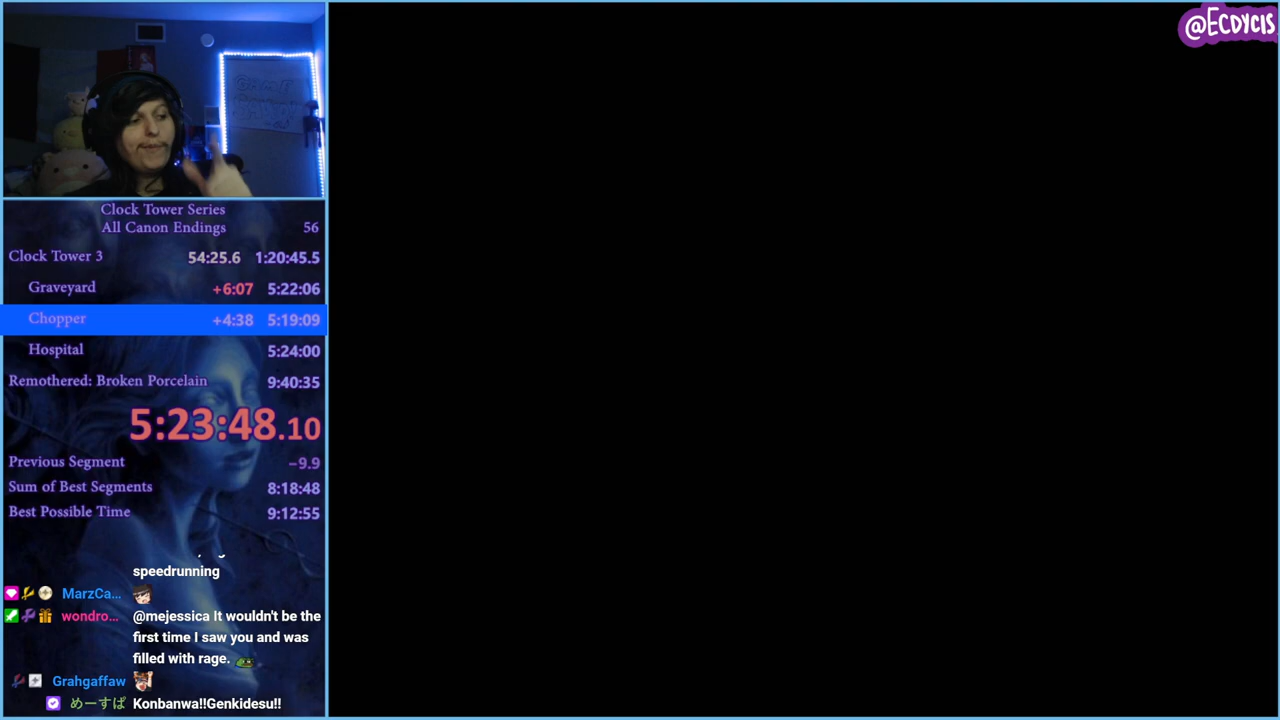 @ECDYCIS
Clock Tower Series
All Canon Endings 56
Clock Tower 3 54:25.6 1:20:45.5
Graveyard +6:07 5:22:06
Chopper +4:38 5:19:09
Hospital 5:24:00
Remothered: Broken Porcelain 9:40:35
5:23:48.10
Previous Segment −9.9
Sum of Best Segments 8:18:48
Best Possible Time 9:12:55
speedrunning
MarzCa...
wondro... @mejessica It wouldn't be the
first time I saw you and was
filled with rage.
Grahgaffaw
めーすぱ Konbanwa!!Genkidesu!!